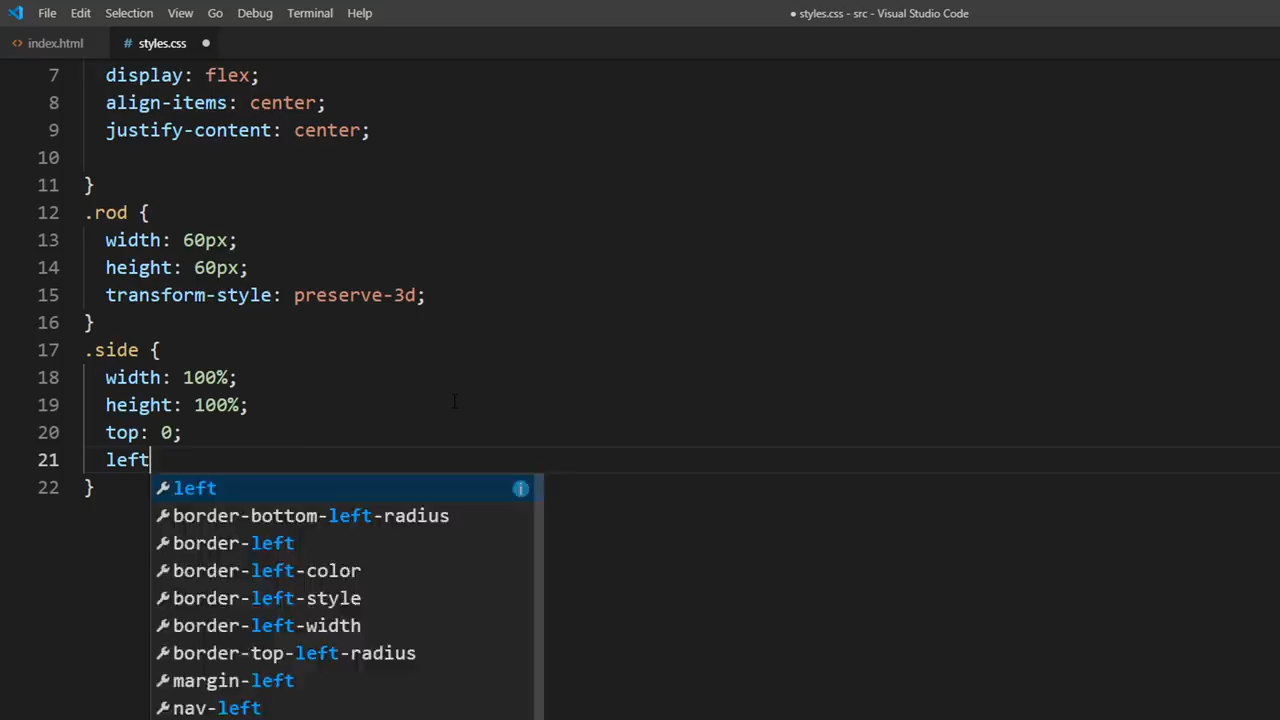 File Edit Selection View Go Debug Terminal Help ● styles.css - src - Visual Studio Code
<> index.html # styles.css ●
7 display: flex;
8 align-items: center;
9 justify-content: center;
10
11 }
12 .rod {
13 width: 60px;
14 height: 60px;
15 transform-style: preserve-3d;
16 }
17 .side {
18 width: 100%;
19 height: 100%;
20 top: 0;
21 left
22 }
left
border-bottom-left-radius
border-left
border-left-color
border-left-style
border-left-width
border-top-left-radius
margin-left
nav-left